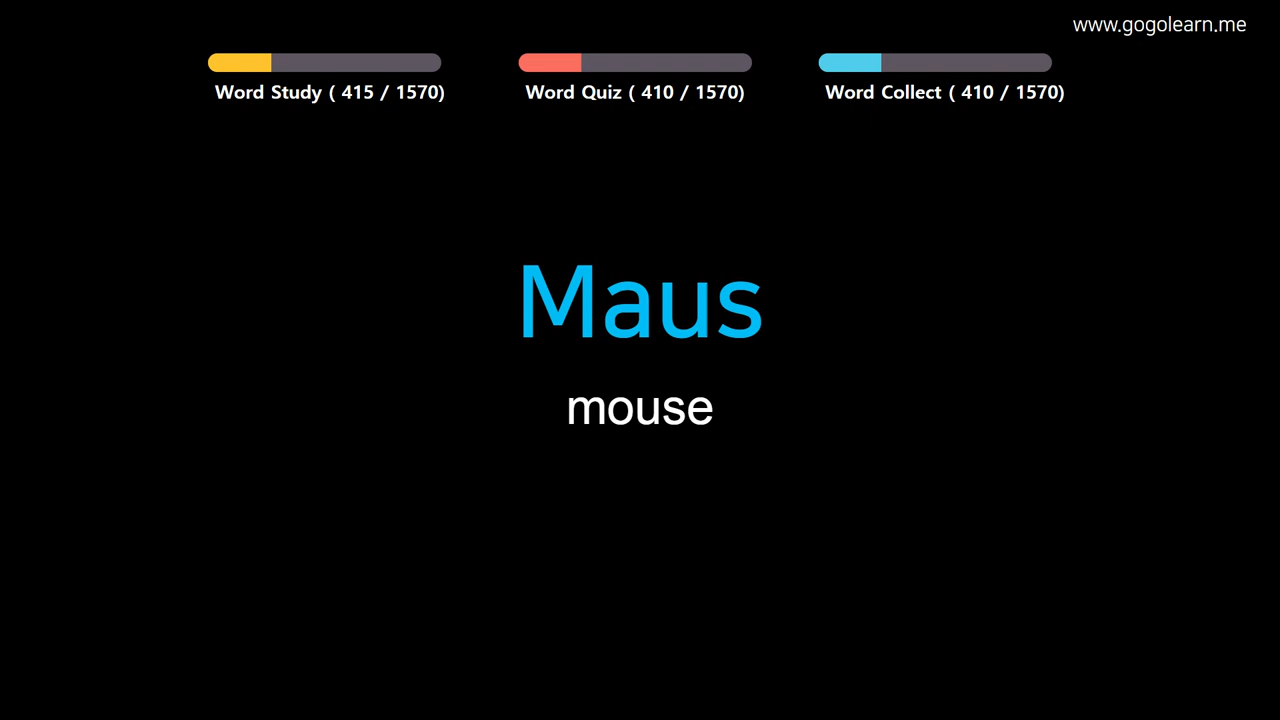 www.gogolearn.me
Word Study ( 415 / 1570)
Word Quiz ( 410 / 1570)
Word Collect ( 410 / 1570)
Maus
mouse